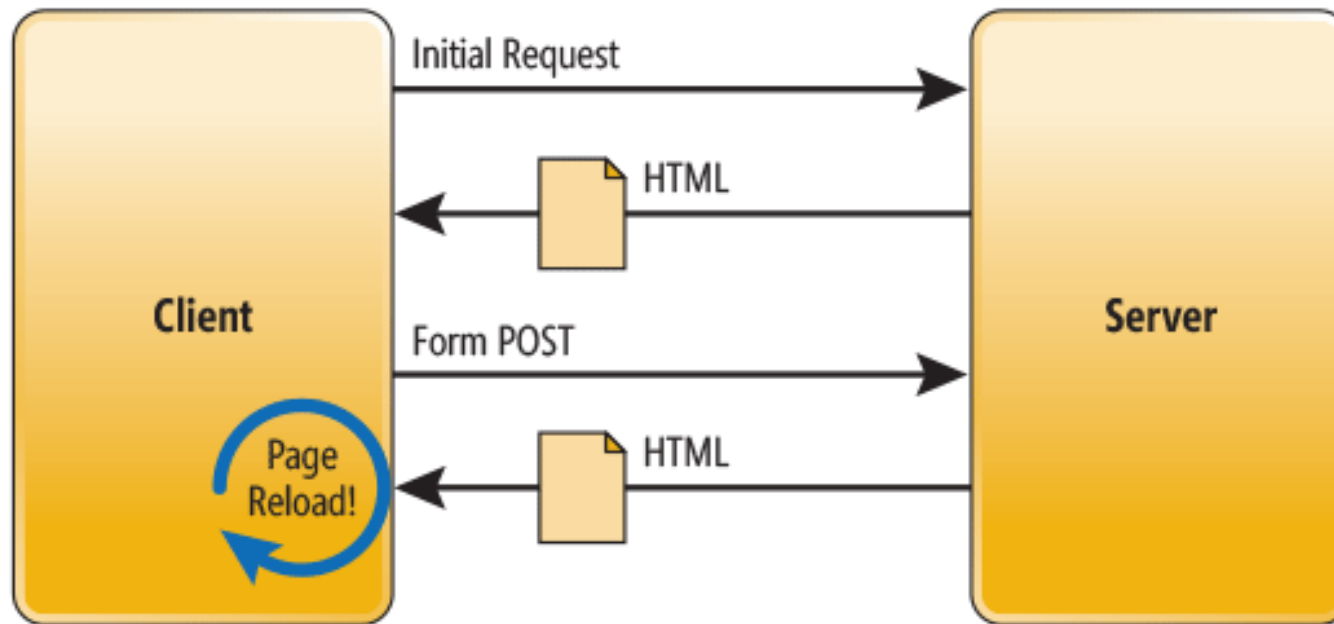 Initial Request
HTML
Client
Server
Form POST
HTML
Page
Reload!